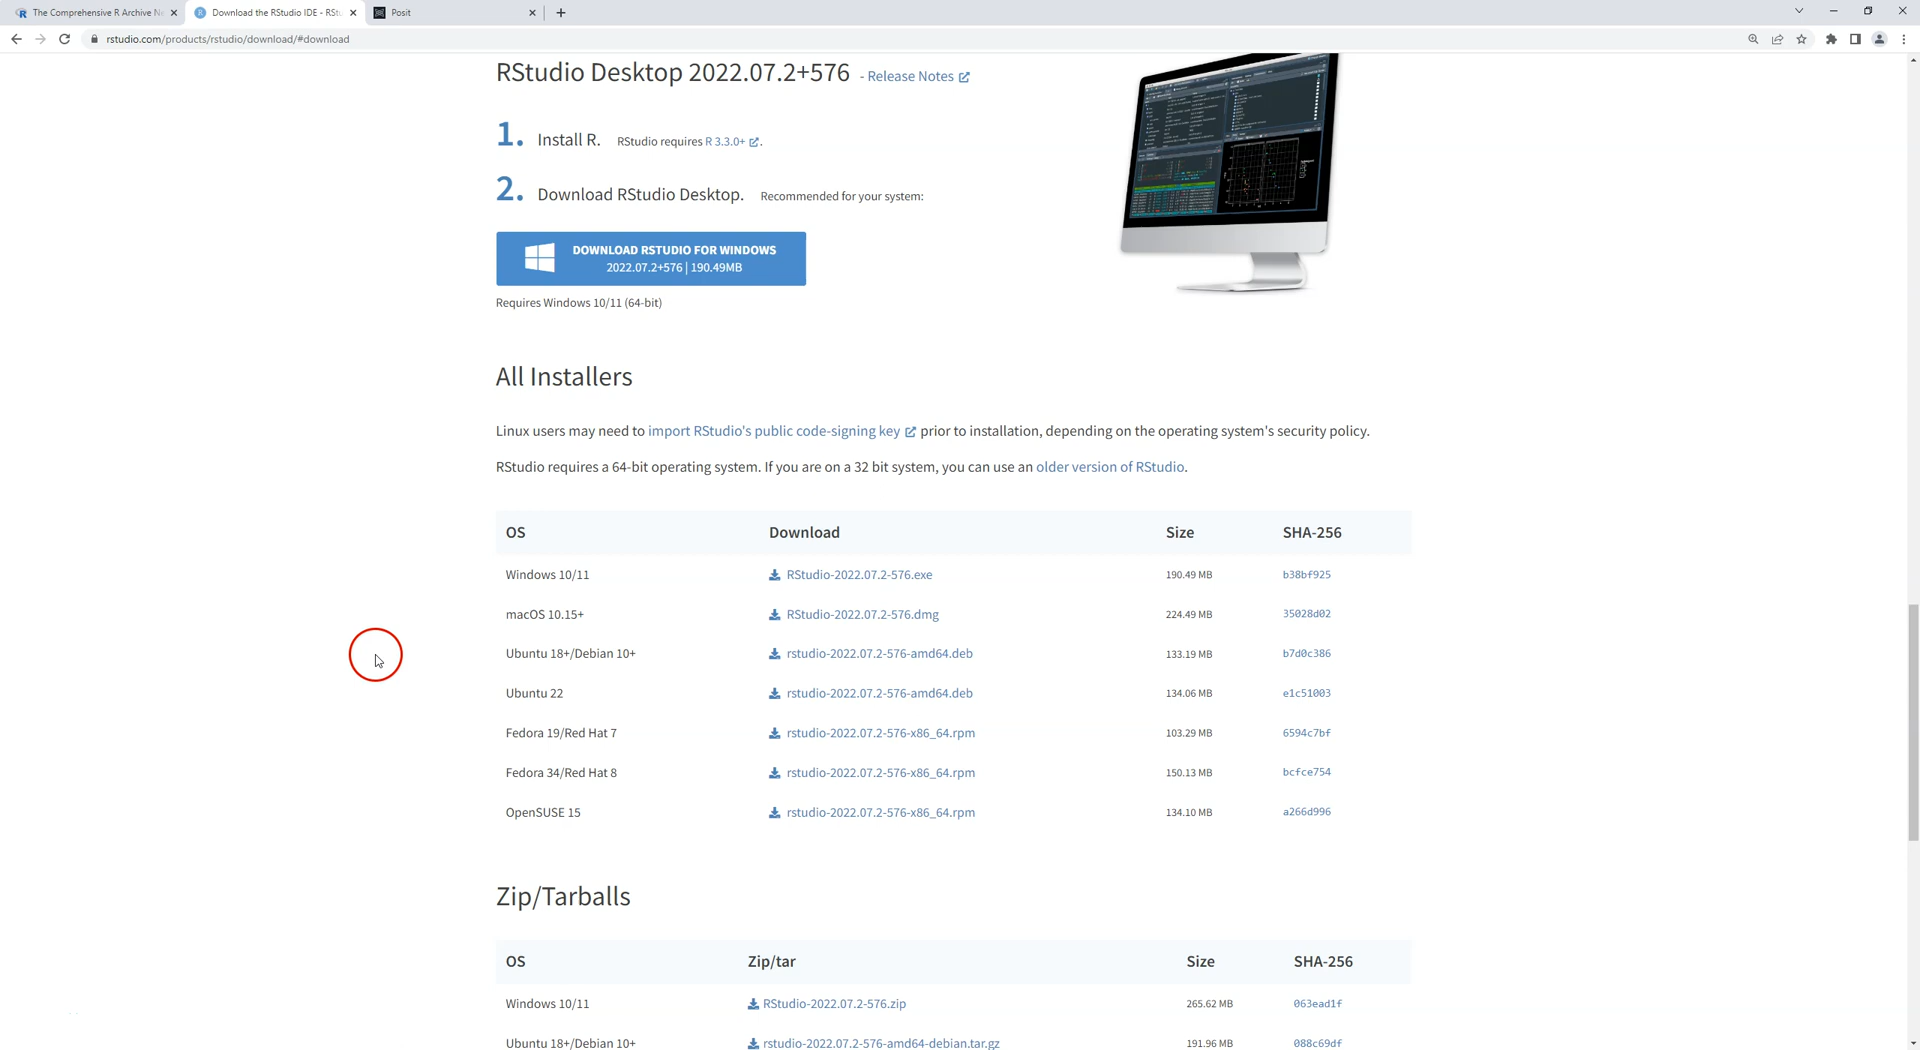 The Comprehensive R Archive Ne
Download the RStudio IDE - RStu
Posit
rstudio.com/products/rstudio/download/#download
RStudio Desktop 2022.07.2+576 - Release Notes
1. Install R. RStudio requires R 3.3.0+.
2. Download RStudio Desktop. Recommended for your system:
DOWNLOAD RSTUDIO FOR WINDOWS
2022.07.2+576 | 190.49MB
Requires Windows 10/11 (64-bit)
All Installers
Linux users may need to import RStudio's public code-signing key prior to installation, depending on the operating system's security policy.
RStudio requires a 64-bit operating system. If you are on a 32 bit system, you can use an older version of RStudio.
OS Download Size SHA-256
Windows 10/11 RStudio-2022.07.2-576.exe 190.49 MB b38bf925
macOS 10.15+ RStudio-2022.07.2-576.dmg 224.49 MB 35028d02
Ubuntu 18+/Debian 10+ rstudio-2022.07.2-576-amd64.deb 133.19 MB b7d0c386
Ubuntu 22 rstudio-2022.07.2-576-amd64.deb 134.06 MB e1c51003
Fedora 19/Red Hat 7 rstudio-2022.07.2-576-x86_64.rpm 103.29 MB 6594c7bf
Fedora 34/Red Hat 8 rstudio-2022.07.2-576-x86_64.rpm 150.13 MB bcfce754
OpenSUSE 15 rstudio-2022.07.2-576-x86_64.rpm 134.10 MB a266d996
Zip/Tarballs
OS Zip/tar Size SHA-256
Windows 10/11 RStudio-2022.07.2-576.zip 265.62 MB 063ead1f
Ubuntu 18+/Debian 10+ rstudio-2022.07.2-576-amd64-debian.tar.gz 191.96 MB 088c69df